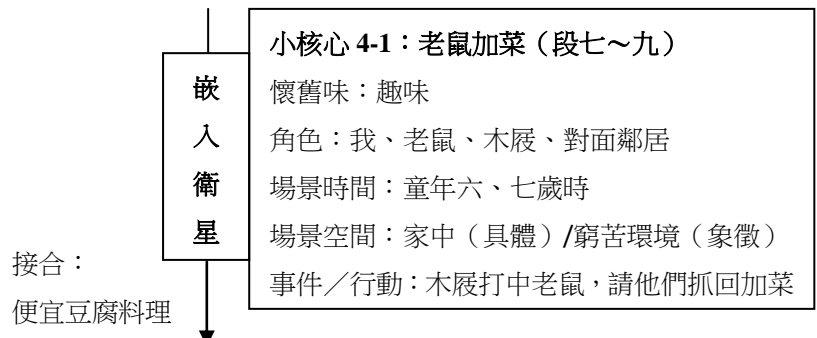 嵌入衛星
小核心 4-1：老鼠加菜（段七～九）
懷舊味：趣味
角色：我、老鼠、木屐、對面鄰居
場景時間：童年六、七歲時
場景空間：家中（具體）/窮苦環境（象徵）
事件／行動：木屐打中老鼠，請他們抓回加菜
接合：
便宜豆腐料理